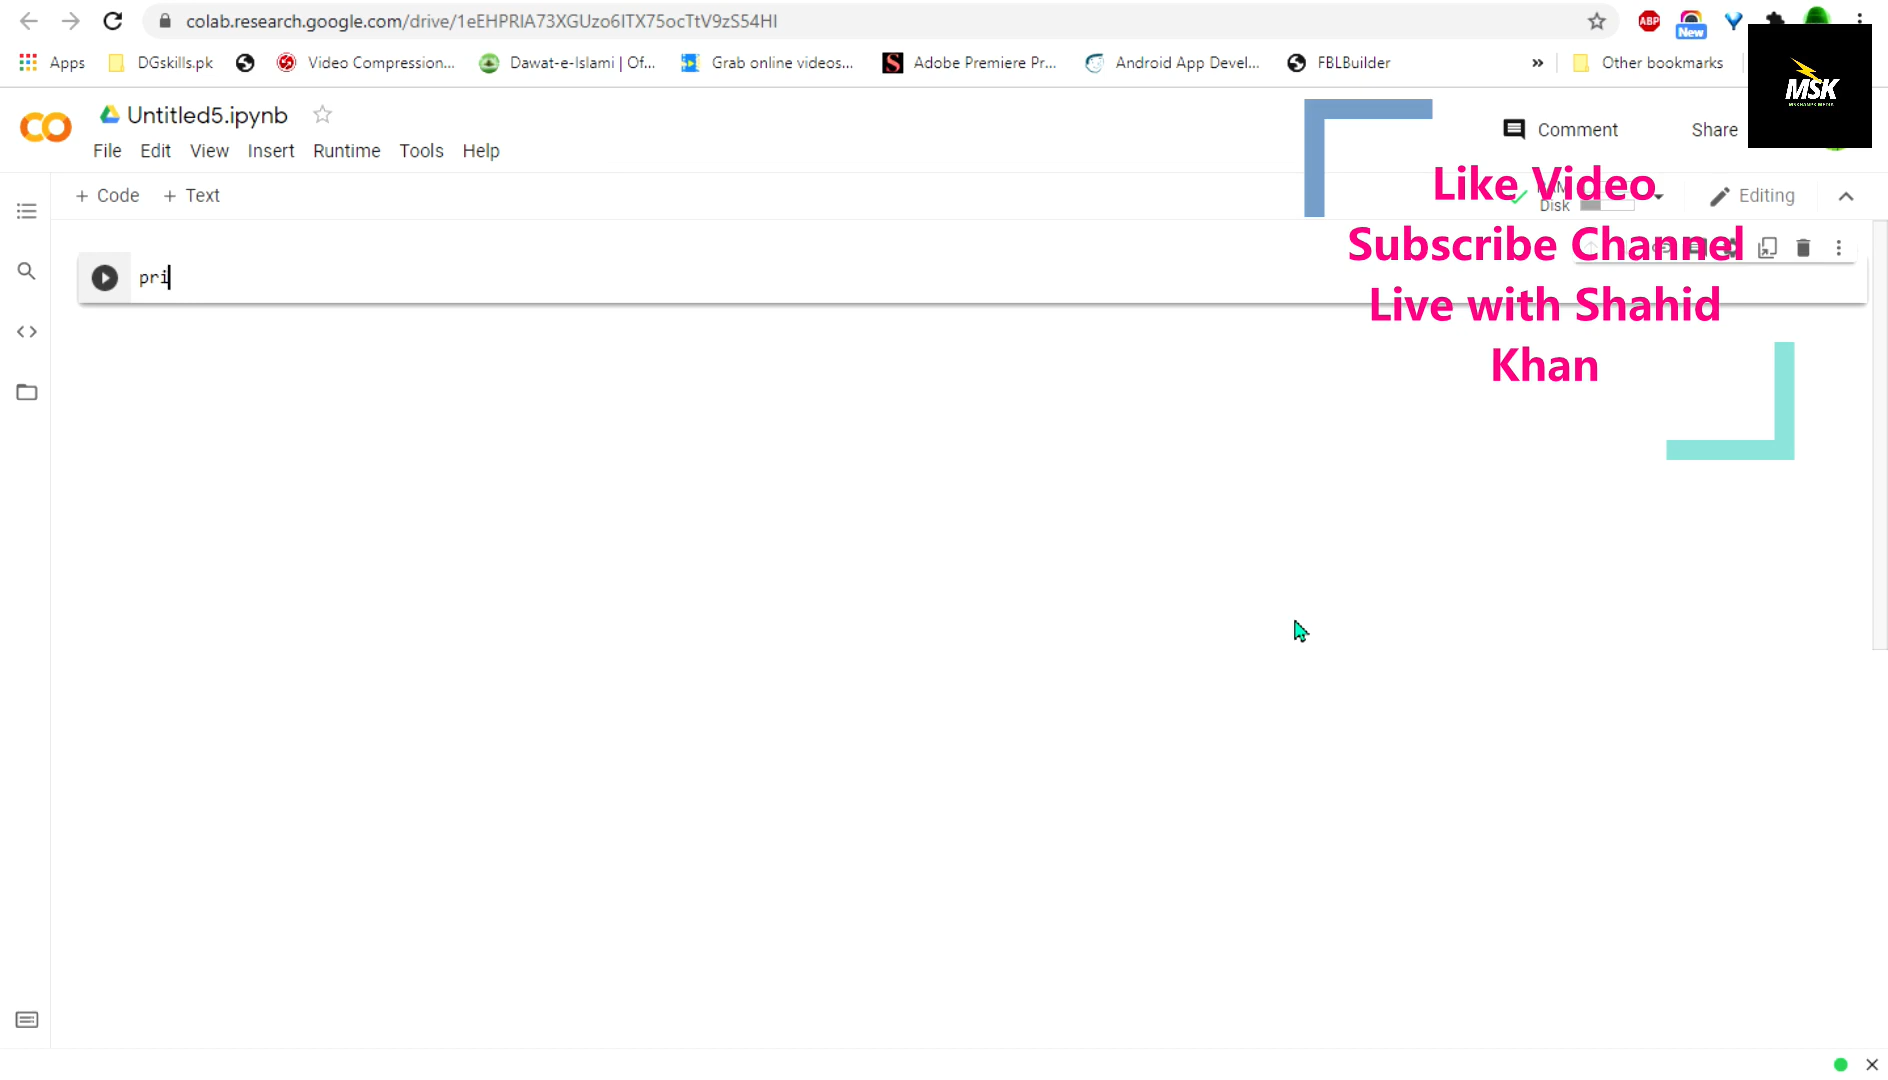 colab.research.google.com/drive/1eEHPRIA73XGUzo6ITX75ocTtV9zS54HI
ABP
New
Apps
DGskills.pk
Video Compression...
Dawat-e-Islami | Of...
Grab online videos...
Adobe Premiere Pr...
Android App Devel...
FBLBuilder
»
Other bookmarks
MSK
CO
Untitled5.ipynb
File Edit View Insert Runtime Tools Help
Comment
Share
+ Code + Text
Disk
Editing
pri
Like Video
Subscribe Channel
Live with Shahid
Khan